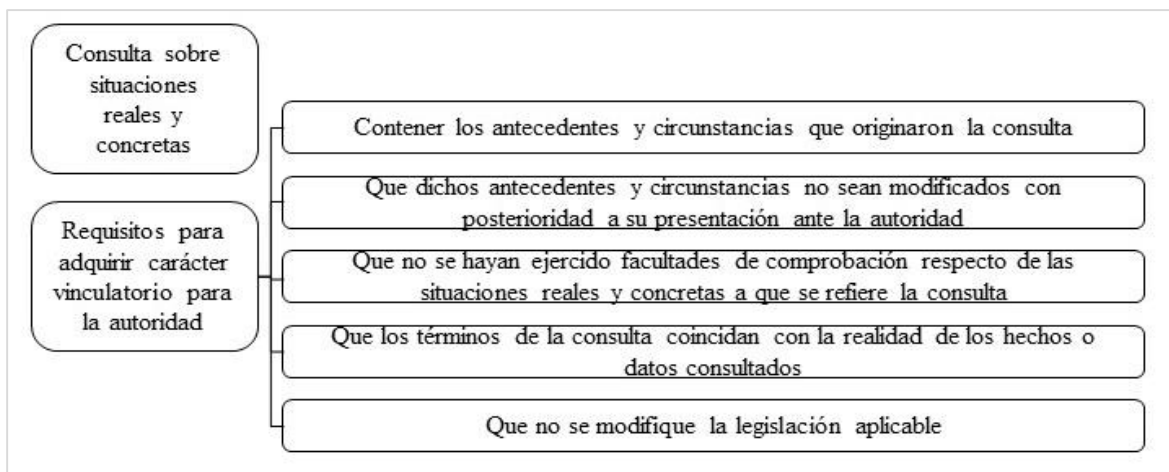 Consulta sobre
situaciones
reales y
concretas
Requisitos para
adquirir carácter
vinculatorio para
la autoridad
Contener los antecedentes y circunstancias que originaron la consulta
Que dichos antecedentes y circunstancias no sean modificados con
posterioridad a su presentación ante la autoridad
Que no se hayan ejercido facultades de comprobación respecto de las
situaciones reales y concretas a que se refiere la consulta
Que los términos de la consulta coincidan con la realidad de los hechos o
datos consultados
Que no se modifique la legislación aplicable